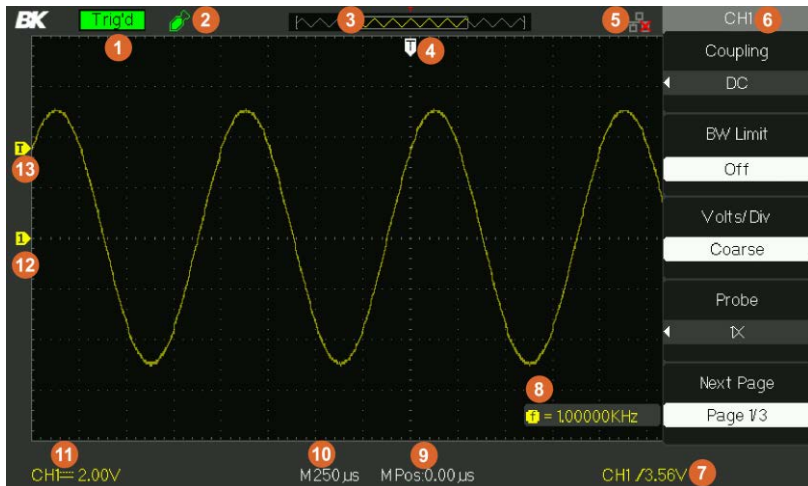 BK Trig'd 2 3 5 CH1 6
1 T 4
Coupling
DC
BW Limit
T
Off
13
Volts/Div
1
Coarse
12
Probe
1X
Next Page
8
f = 1.00000KHz
Page 1/3
11 10 9
CH1 2.00V M 250µs M Pos:0.00µs CH1 /3.56V 7